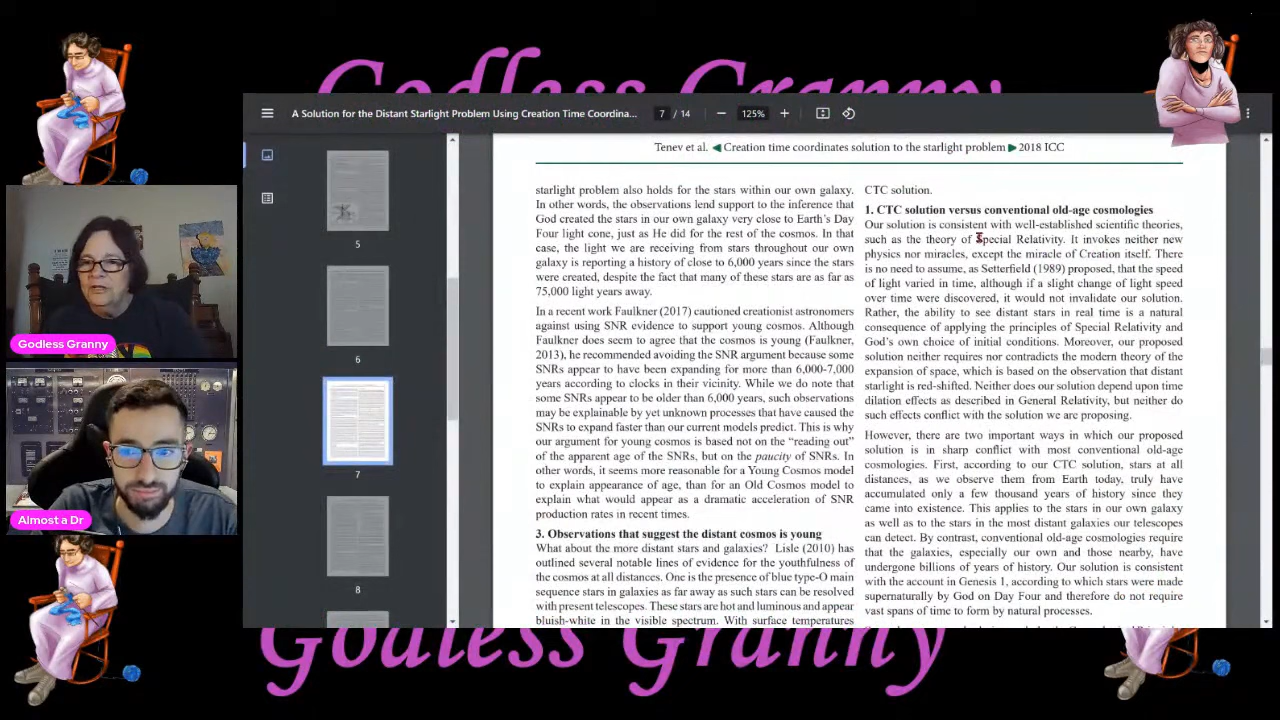 Godless Granny
A Solution for the Distant Starlight Problem Using Creation Time Coordina...
7 / 14
125%
5
6
7
8
Tenev et al. ◀ Creation time coordinates solution to the starlight problem ▶ 2018 ICC
starlight problem also holds for the stars within our own galaxy.
In other words, the observations lend support to the inference that
God created the stars in our own galaxy very close to Earth's Day
Four light cone, just as He did for the rest of the cosmos. In that
case, the light we are receiving from stars throughout our own
galaxy is reporting a history of close to 6,000 years since the stars
were created, despite the fact that many of these stars are as far as
75,000 light years away.
In a recent work Faulkner (2017) cautioned creationist astronomers
against using SNR evidence to support young cosmos. Although
Faulkner does seem to agree that the cosmos is young (Faulkner,
2013), he recommended avoiding the SNR argument because some
SNRs appear to have been expanding for more than 6,000-7,000
years according to clocks in their vicinity. While we do note that
some SNRs appear to be older than 6,000 years, such observations
may be explainable by yet unknown processes that have caused the
SNRs to expand faster than our current models predict. This is why
our argument for young cosmos is based not on the “reading out”
of the apparent age of the SNRs, but on the paucity of SNRs. In
other words, it seems more reasonable for a Young Cosmos model
to explain appearance of age, than for an Old Cosmos model to
explain what would appear as a dramatic acceleration of SNR
production rates in recent times.
3. Observations that suggest the distant cosmos is young
What about the more distant stars and galaxies? Lisle (2010) has
outlined several notable lines of evidence for the youthfulness of
the cosmos at all distances. One is the presence of blue type-O main
sequence stars in galaxies as far away as such stars can be resolved
with present telescopes. These stars are hot and luminous and appear
bluish-white in the visible spectrum. With surface temperatures
CTC solution.
1. CTC solution versus conventional old-age cosmologies
Our solution is consistent with well-established scientific theories,
such as the theory of Special Relativity. It invokes neither new
physics nor miracles, except the miracle of Creation itself. There
is no need to assume, as Setterfield (1989) proposed, that the speed
of light varied in time, although if a slight change of light speed
over time were discovered, it would not invalidate our solution.
Rather, the ability to see distant stars in real time is a natural
consequence of applying the principles of Special Relativity and
God's own choice of initial conditions. Moreover, our proposed
solution neither requires nor contradicts the modern theory of the
expansion of space, which is based on the observation that distant
starlight is red-shifted. Neither does our solution depend upon time
dilation effects as described in General Relativity, but neither do
such effects conflict with the solution we are proposing.
However, there are two important ways in which our proposed
solution is in sharp conflict with most conventional old-age
cosmologies. First, according to our CTC solution, stars at all
distances, as we observe them from Earth today, truly have
accumulated only a few thousand years of history since they
came into existence. This applies to the stars in our own galaxy
as well as to the stars in the most distant galaxies our telescopes
can detect. By contrast, conventional old-age cosmologies require
that the galaxies, especially our own and those nearby, have
undergone billions of years of history. Our solution is consistent
with the account in Genesis 1, according to which stars were made
supernaturally by God on Day Four and therefore do not require
vast spans of time to form by natural processes.
Godless Granny
Almost a Dr
Godless Granny